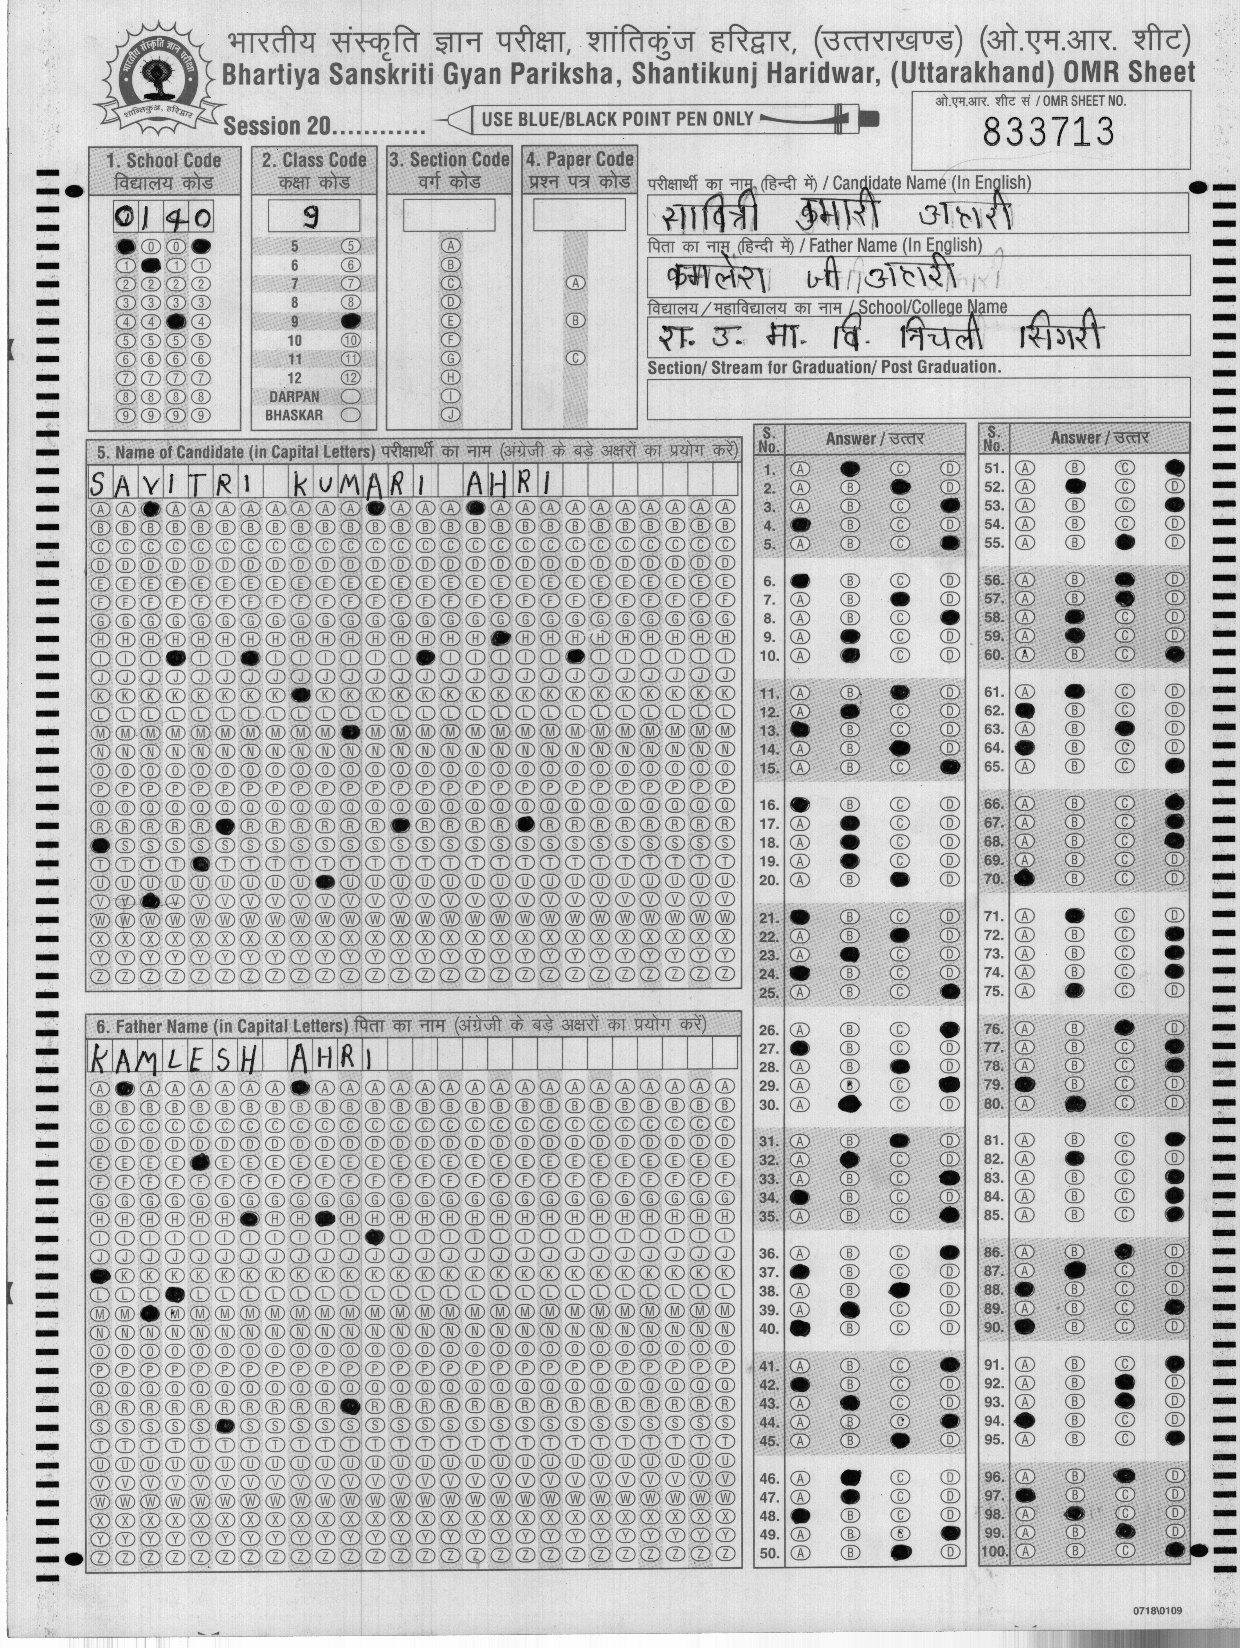 भारतीय संस्कृति ज्ञान परीक्षा, शांतिकुंज हरिद्वार, (उत्तराखण्ड) (ओ.एम.आर. शीट)
Bhartiya Sanskriti Gyan Pariksha, Shantikunj Haridwar, (Uttarakhand) OMR Sheet
Session 20............
USE BLUE/BLACK POINT PEN ONLY
ओ.एम.आर. शीट सं / OMR SHEET NO.
833713
1. School Code
विद्यालय कोड
0140
2. Class Code
कक्षा कोड
9
5
6
7
8
9
10
11
12
DARPAN
BHASKAR
3. Section Code
वर्ग कोड
4. Paper Code
प्रश्न पत्र कोड
परीक्षार्थी का नाम (हिन्दी में) / Candidate Name (In English)
सावित्री कुमारी अहारी
पिता का नाम (हिन्दी में) / Father Name (In English)
कमलेश जी अहारी
विद्यालय / महाविद्यालय का नाम / School/College Name
रा. उ. मा. वि. निचली सिगरी
Section/ Stream for Graduation/ Post Graduation.
5. Name of Candidate (in Capital Letters) परीक्षार्थी का नाम (अंग्रेजी के बड़े अक्षरों का प्रयोग करें)
SAVITRI KUMARI AHRI
6. Father Name (in Capital Letters) पिता का नाम (अंग्रेजी के बड़े अक्षरों का प्रयोग करें)
KAMLESH AHRI
S. No. Answer / उत्तर
S. No. Answer / उत्तर
0718\0109